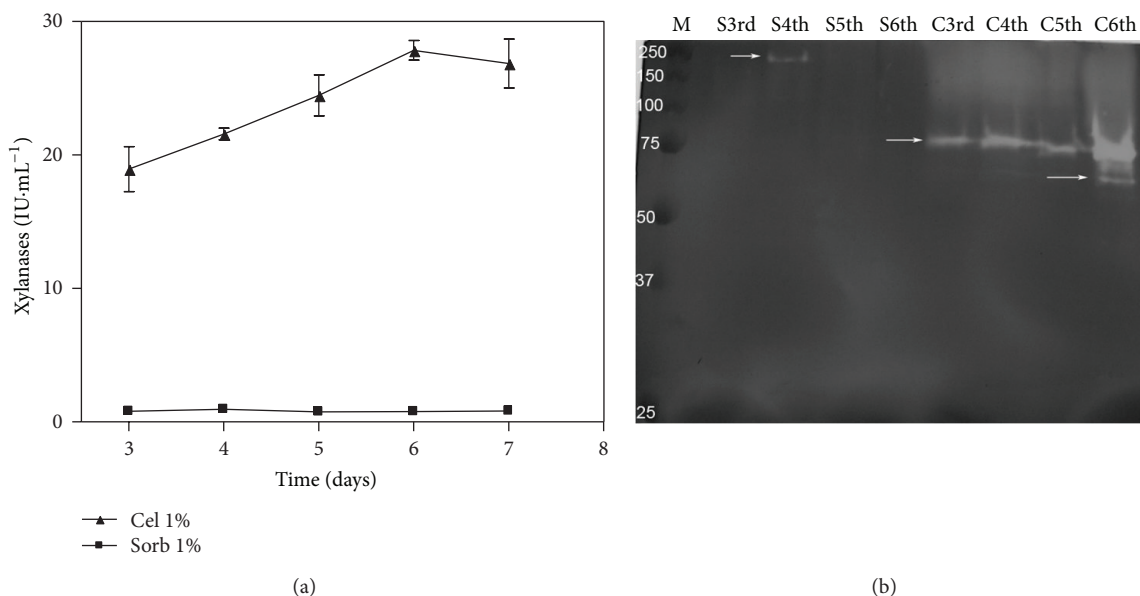 30
20
10
0
3 4 5 6 7 8
Xylanases (IU·mL−1)
Time (days)
Cel 1%
Sorb 1%
(a)
M S3rd S4th S5th S6th C3rd C4th C5th C6th
250
150
100
75
50
37
25
(b)